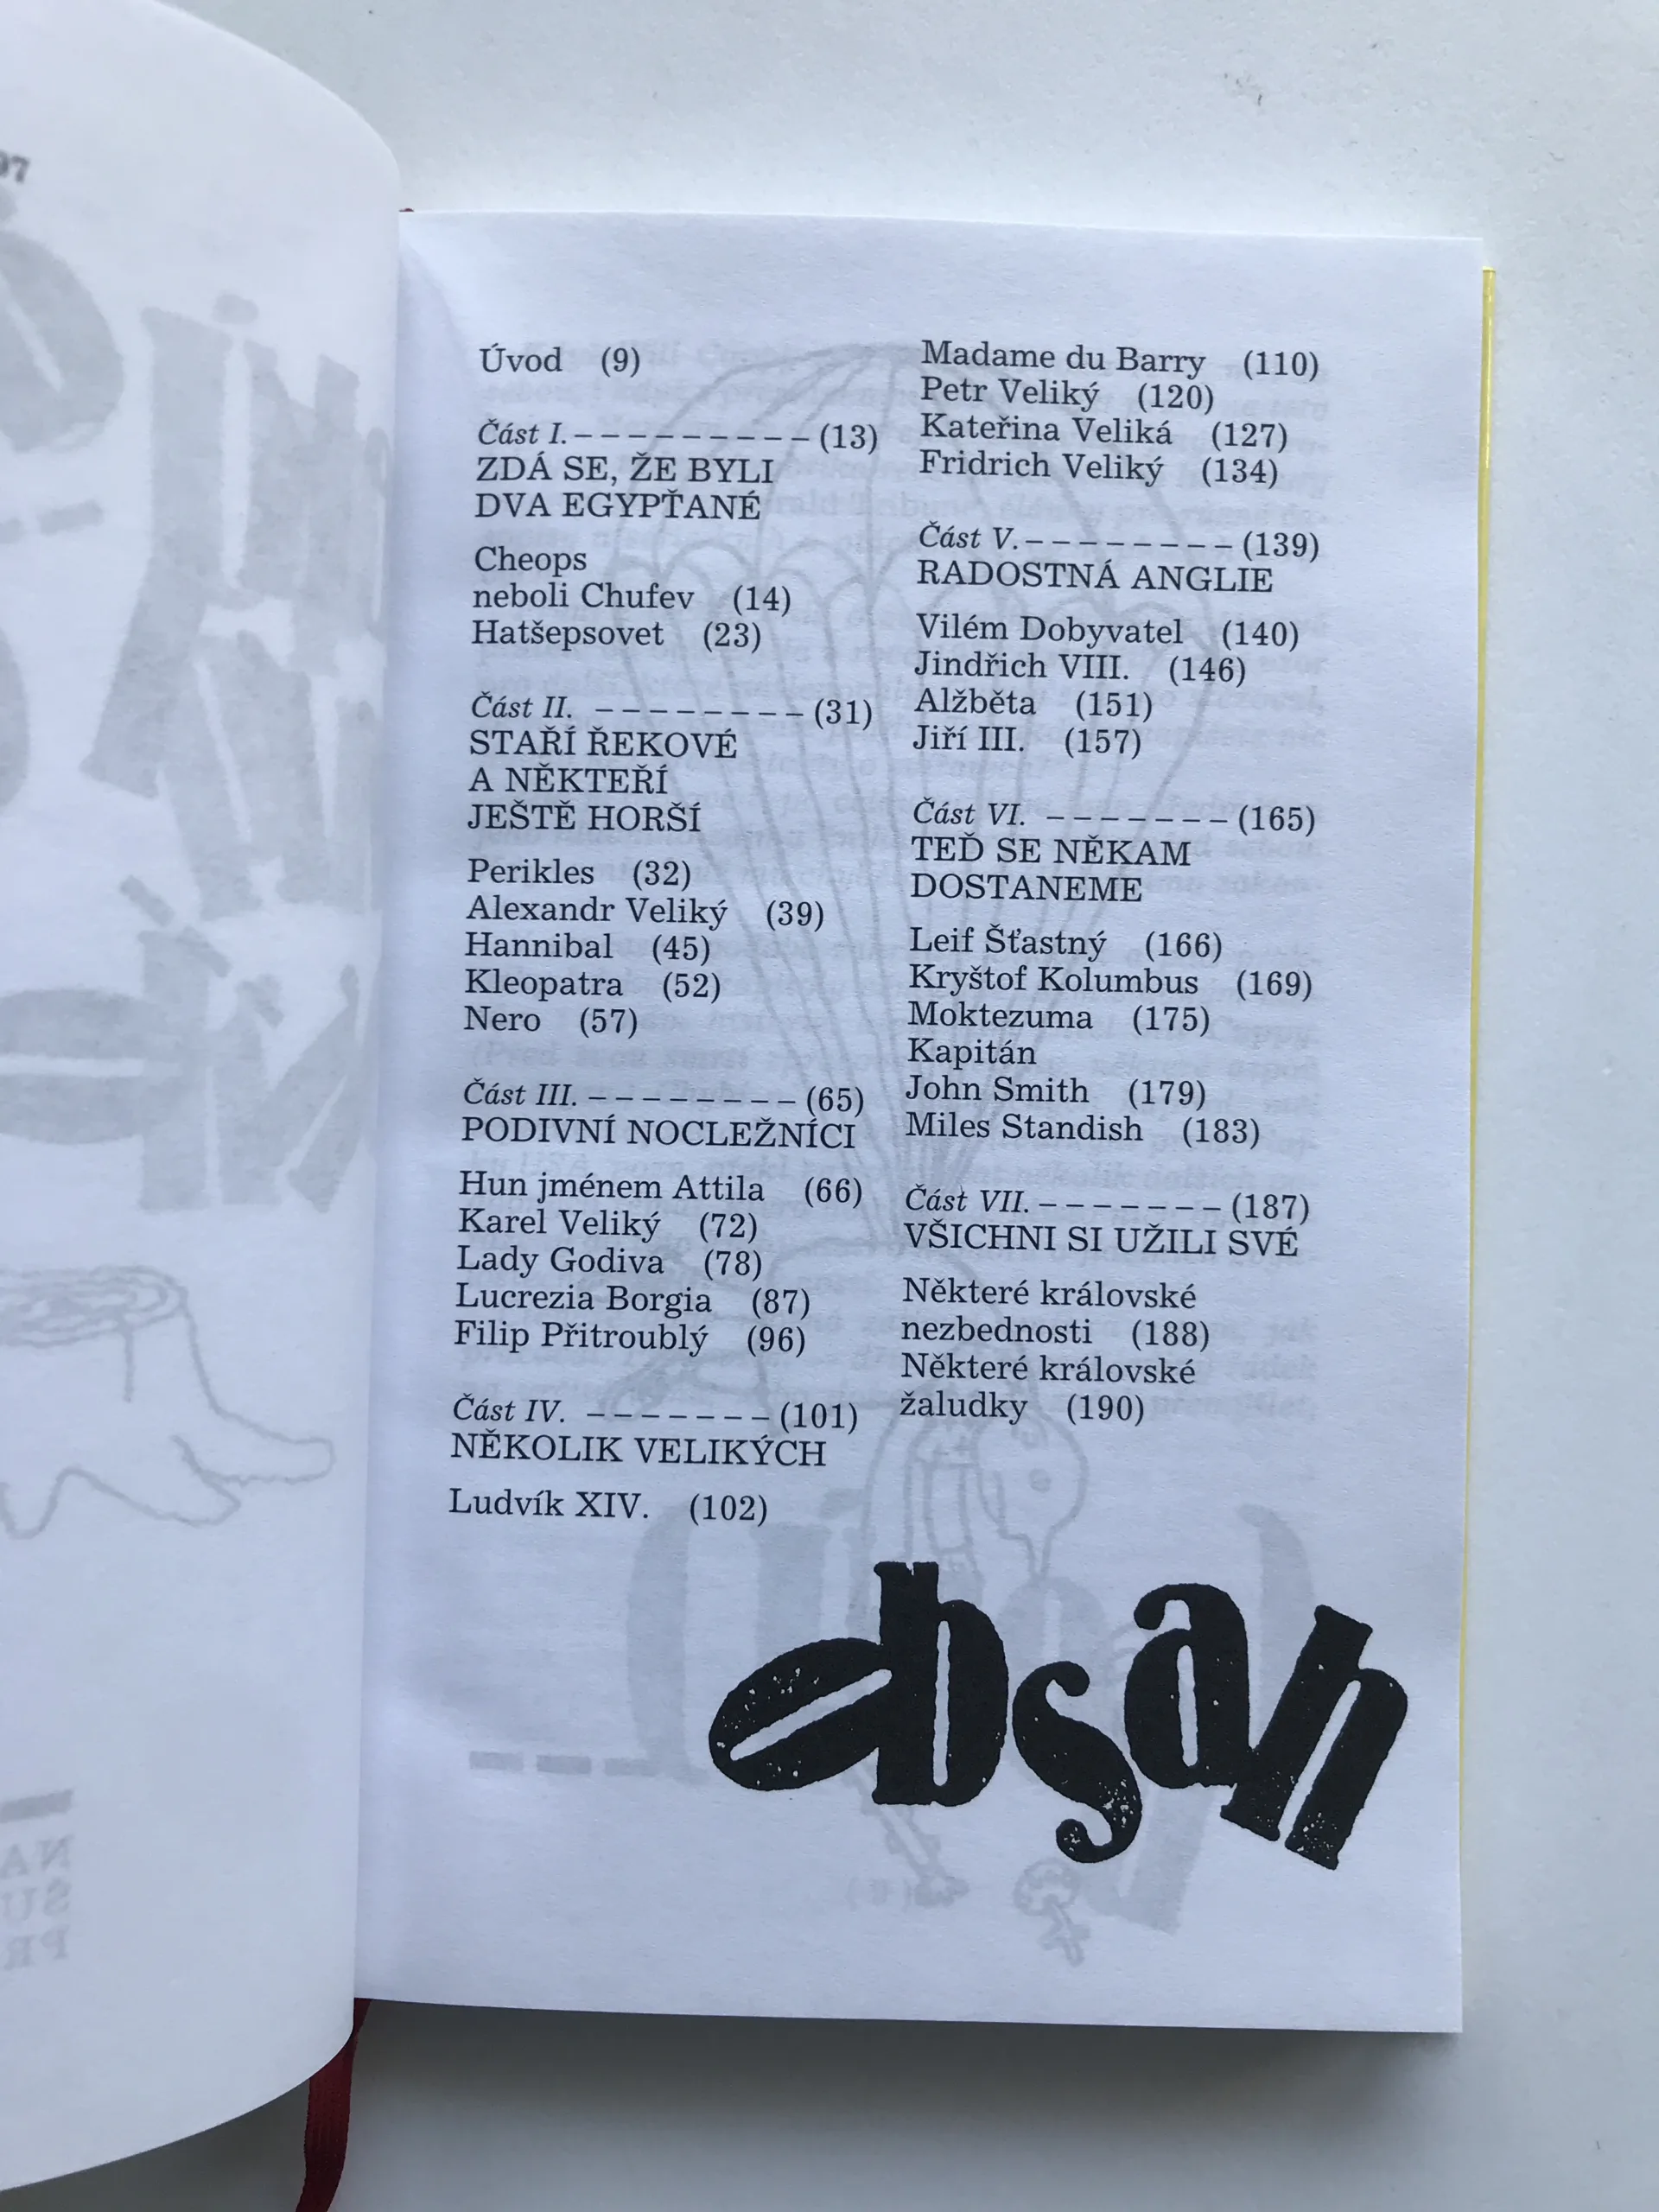 Úvod (9)
Část I. – – – – – – – – – (13)
ZDÁ SE, ŽE BYLI
DVA EGYPŤANÉ
Cheops
neboli Chufev (14)
Hatšepsovet (23)
Část II. – – – – – – – – (31)
STAŘÍ ŘEKOVÉ
A NĚKTEŘÍ
JEŠTĚ HORŠÍ
Perikles (32)
Alexandr Veliký (39)
Hannibal (45)
Kleopatra (52)
Nero (57)
Část III. – – – – – – – – (65)
PODIVNÍ NOCLEŽNÍCI
Hun jménem Attila (66)
Karel Veliký (72)
Lady Godiva (78)
Lucrezia Borgia (87)
Filip Přitroublý (96)
Část IV. – – – – – – – (101)
NĚKOLIK VELIKÝCH
Ludvík XIV. (102)
Madame du Barry (110)
Petr Veliký (120)
Kateřina Veliká (127)
Fridrich Veliký (134)
Část V. – – – – – – – – (139)
RADOSTNÁ ANGLIE
Vilém Dobyvatel (140)
Jindřich VIII. (146)
Alžběta (151)
Jiří III. (157)
Část VI. – – – – – – – (165)
TEĎ SE NĚKAM
DOSTANEME
Leif Šťastný (166)
Kryštof Kolumbus (169)
Moktezuma (175)
Kapitán
John Smith (179)
Miles Standish (183)
Část VII. – – – – – – – (187)
VŠICHNI SI UŽILI SVÉ
Některé královské
nezbednosti (188)
Některé královské
žaludky (190)
obsah